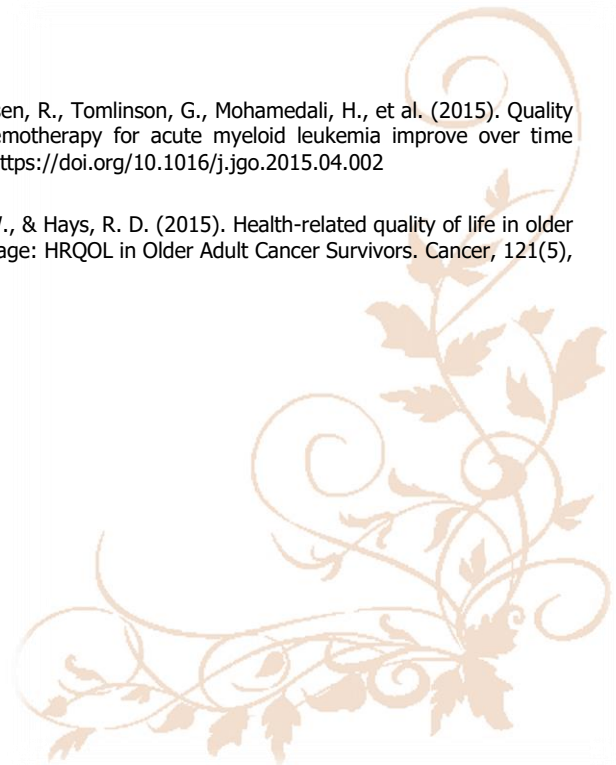 sen, R., Tomlinson, G., Mohamedali, H., et al. (2015). Quality
emotherapy for acute myeloid leukemia improve over time
ttps://doi.org/10.1016/j.jgo.2015.04.002
., & Hays, R. D. (2015). Health-related quality of life in older
age: HRQOL in Older Adult Cancer Survivors. Cancer, 121(5),